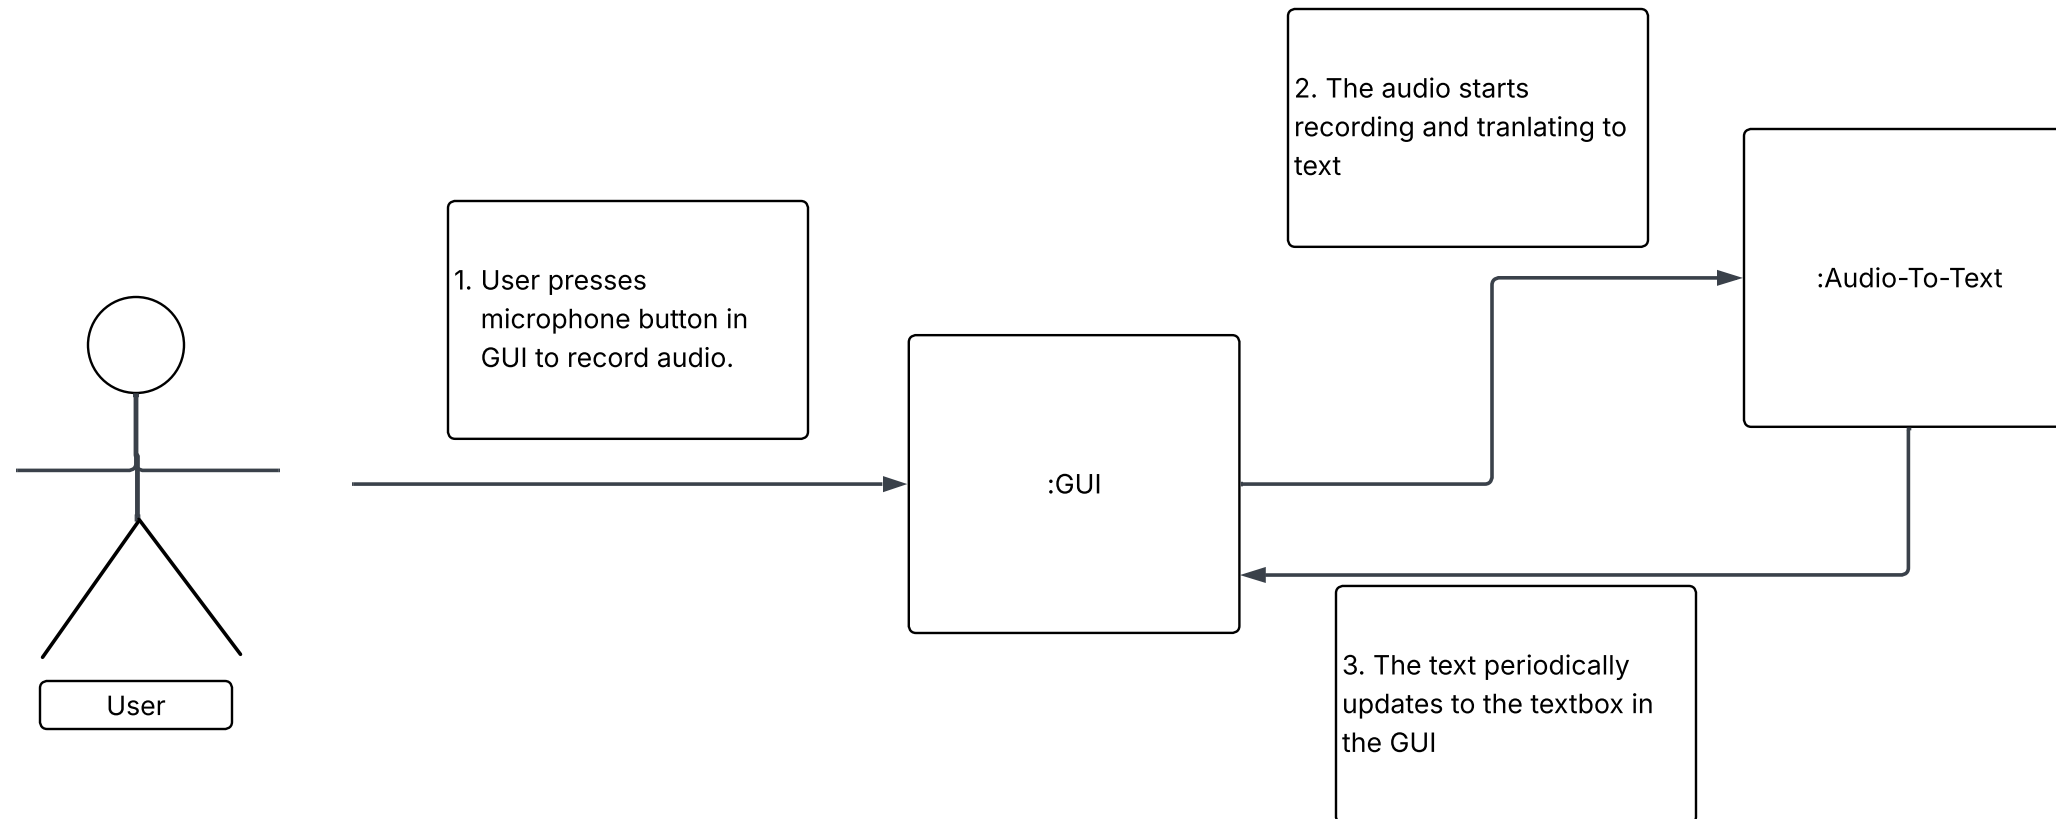 2. The audio starts
recording and tranlating to
text
:Audio-To-Text
1. User presses
microphone button in
GUI to record audio.
:GUI
3. The text periodically
updates to the textbox in
the GUI
User